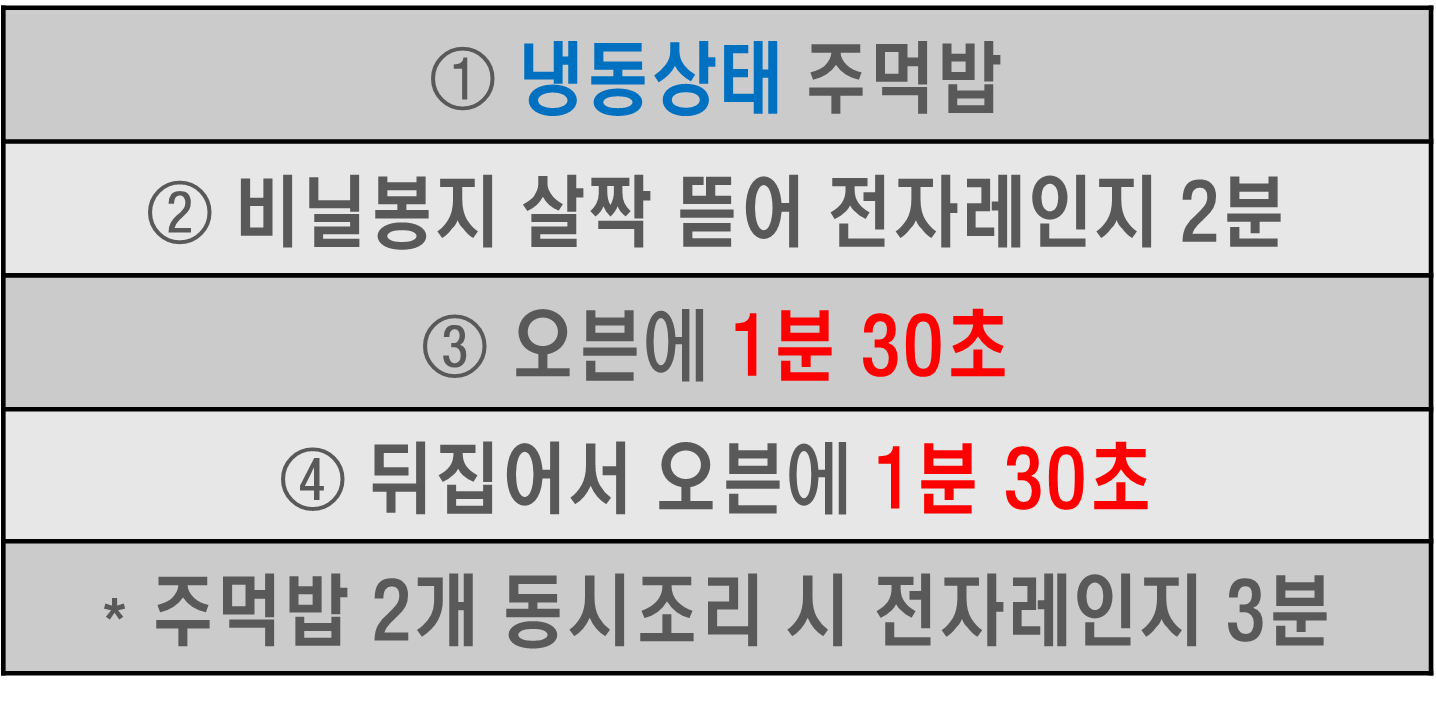 ① 냉동상태 주먹밥
② 비닐봉지 살짝 뜯어 전자레인지 2분
③ 오븐에 1분 30초
④ 뒤집어서 오븐에 1분 30초
* 주먹밥 2개 동시조리 시 전자레인지 3분